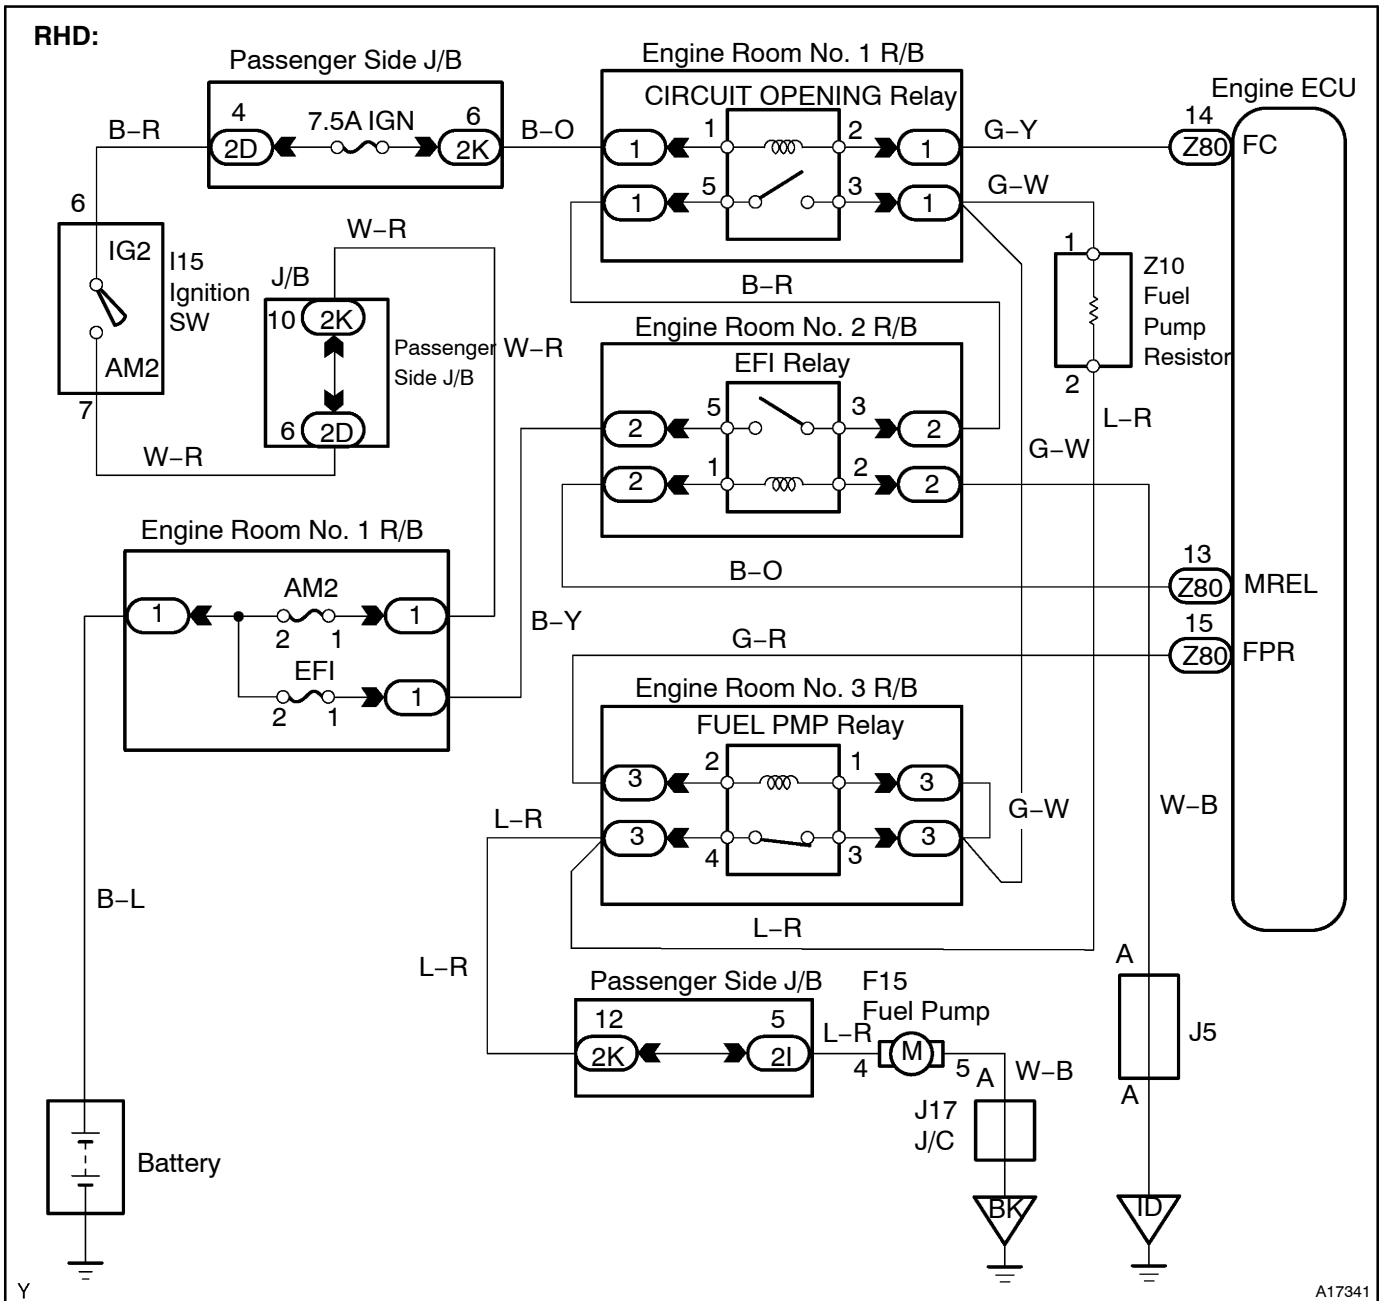 RHD:
Passenger Side J/B
Engine Room No. 1 R/B
Engine ECU
CIRCUIT OPENING Relay
4
7.5A IGN
6
B–R
2D
2K
B–O
1
1
2
1
G–Y
14
Z80
FC
1
5
3
1
G–W
6
IG2
AM2
7
I15
Ignition
SW
W–R
J/B
10
2K
Passenger
Side J/B
6
2D
W–R
W–R
B–R
1
Z10
Fuel
Pump
Resistor
2
L–R
G–W
Engine Room No. 2 R/B
EFI Relay
2
5
3
2
2
1
2
2
Engine Room No. 1 R/B
AM2
1
2
1
1
EFI
2
1
1
B–Y
B–O
13
Z80
MREL
G–R
15
Z80
FPR
Engine Room No. 3 R/B
FUEL PMP Relay
3
2
1
3
3
4
3
3
G–W
W–B
L–R
B–L
L–R
L–R
A
J5
A
Passenger Side J/B
12
2K
5
2I
L–R
F15
Fuel Pump
4
M
5
A
W–B
J17
J/C
BK
ID
Battery
Y
A17341